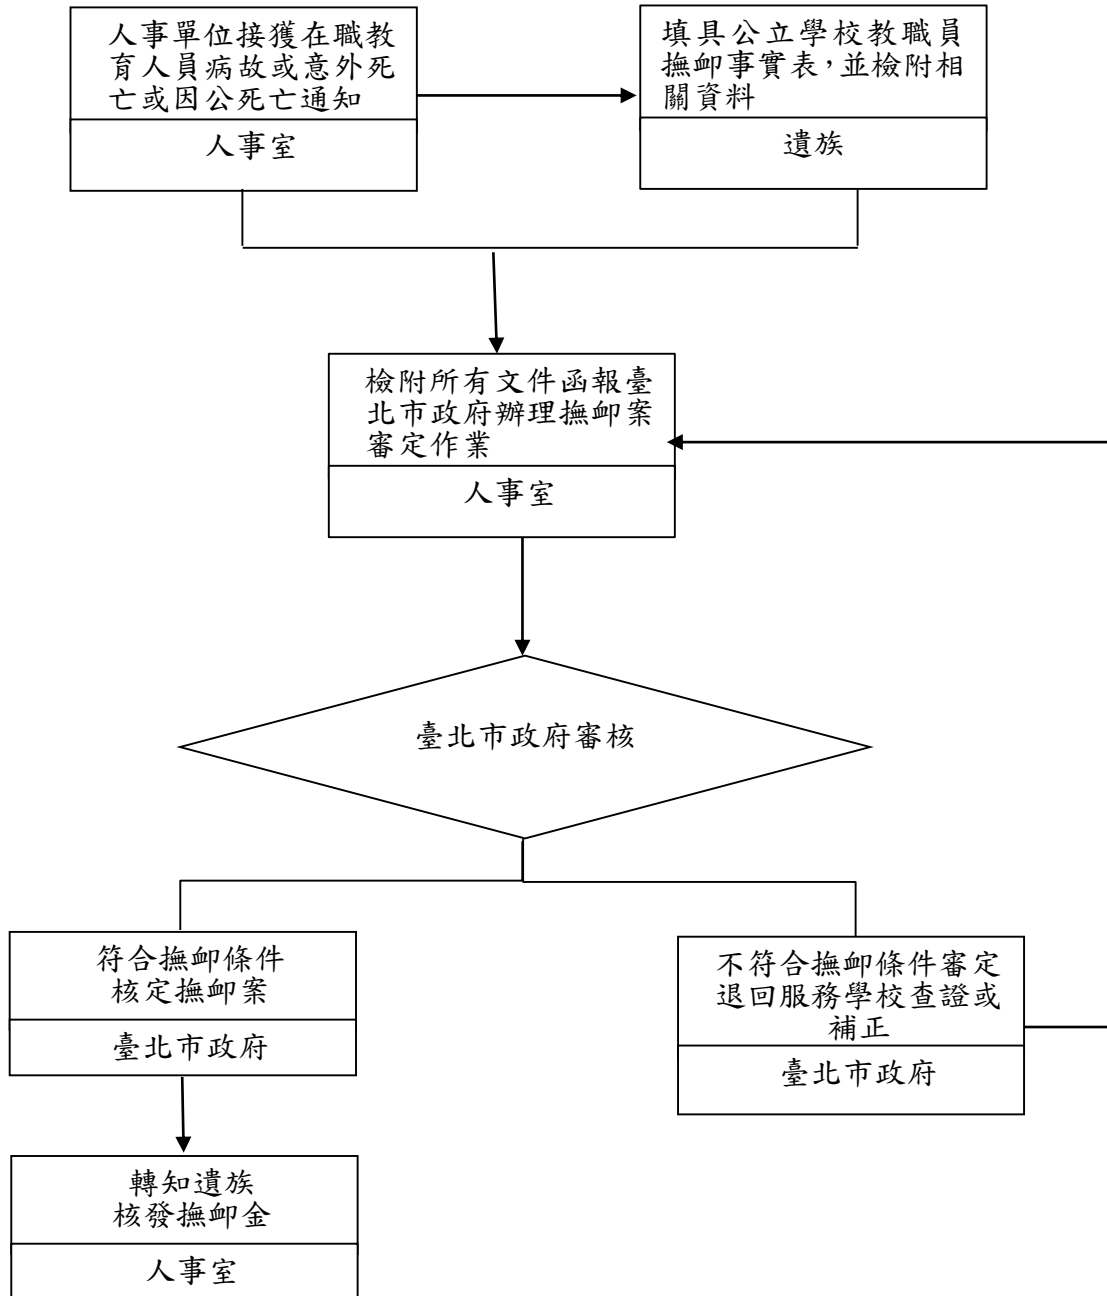 人事單位接獲在職教
育人員病故或意外死
亡或因公死亡通知
人事室
填具公立學校教職員
撫卹事實表，並檢附相
關資料
遺族
檢附所有文件函報臺
北市政府辦理撫卹案
審定作業
人事室
臺北市政府審核
符合撫卹條件
核定撫卹案
臺北市政府
不符合撫卹條件審定
退回服務學校查證或
補正
臺北市政府
轉知遺族
核發撫卹金
人事室